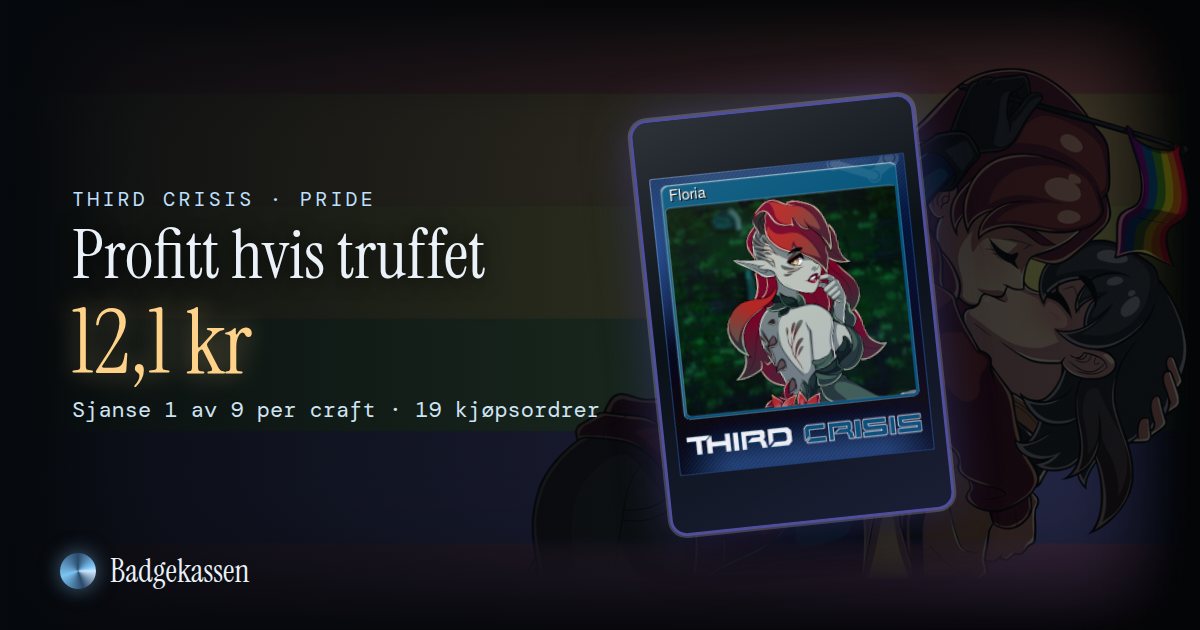 THIRD CRISIS · PRIDE
Profitt hvis truffet
12,1 kr
Sjanse 1 av 9 per craft · 19 kjøpsordrer
Floria
THIRD CRISIS
Badgekassen